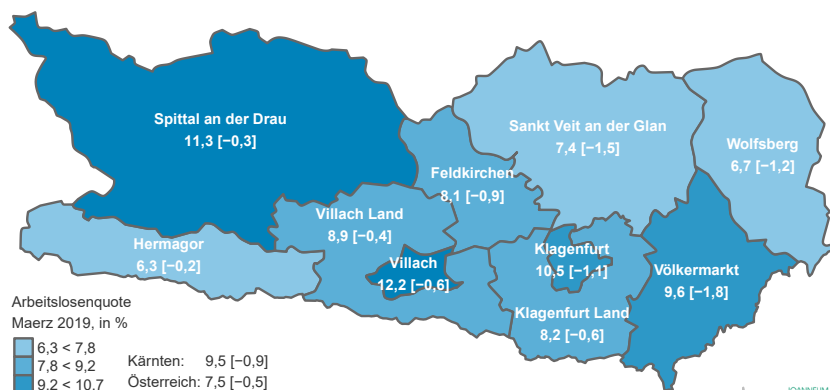 Spittal an der Drau
11,3 [−0,3]
Sankt Veit an der Glan
7,4 [−1,5]
Wolfsberg
6,7 [−1,2]
Feldkirchen
8,1 [−0,9]
Villach Land
8,9 [−0,4]
Hermagor
6,3 [−0,2]
Villach
12,2 [−0,6]
Klagenfurt
10,5 [−1,1]
Völkermarkt
9,6 [−1,8]
Klagenfurt Land
8,2 [−0,6]
Arbeitslosenquote
Maerz 2019, in %
6,3 < 7,8
7,8 < 9,2
9,2 < 10,7
Kärnten: 9,5 [−0,9]
Österreich: 7,5 [−0,5]